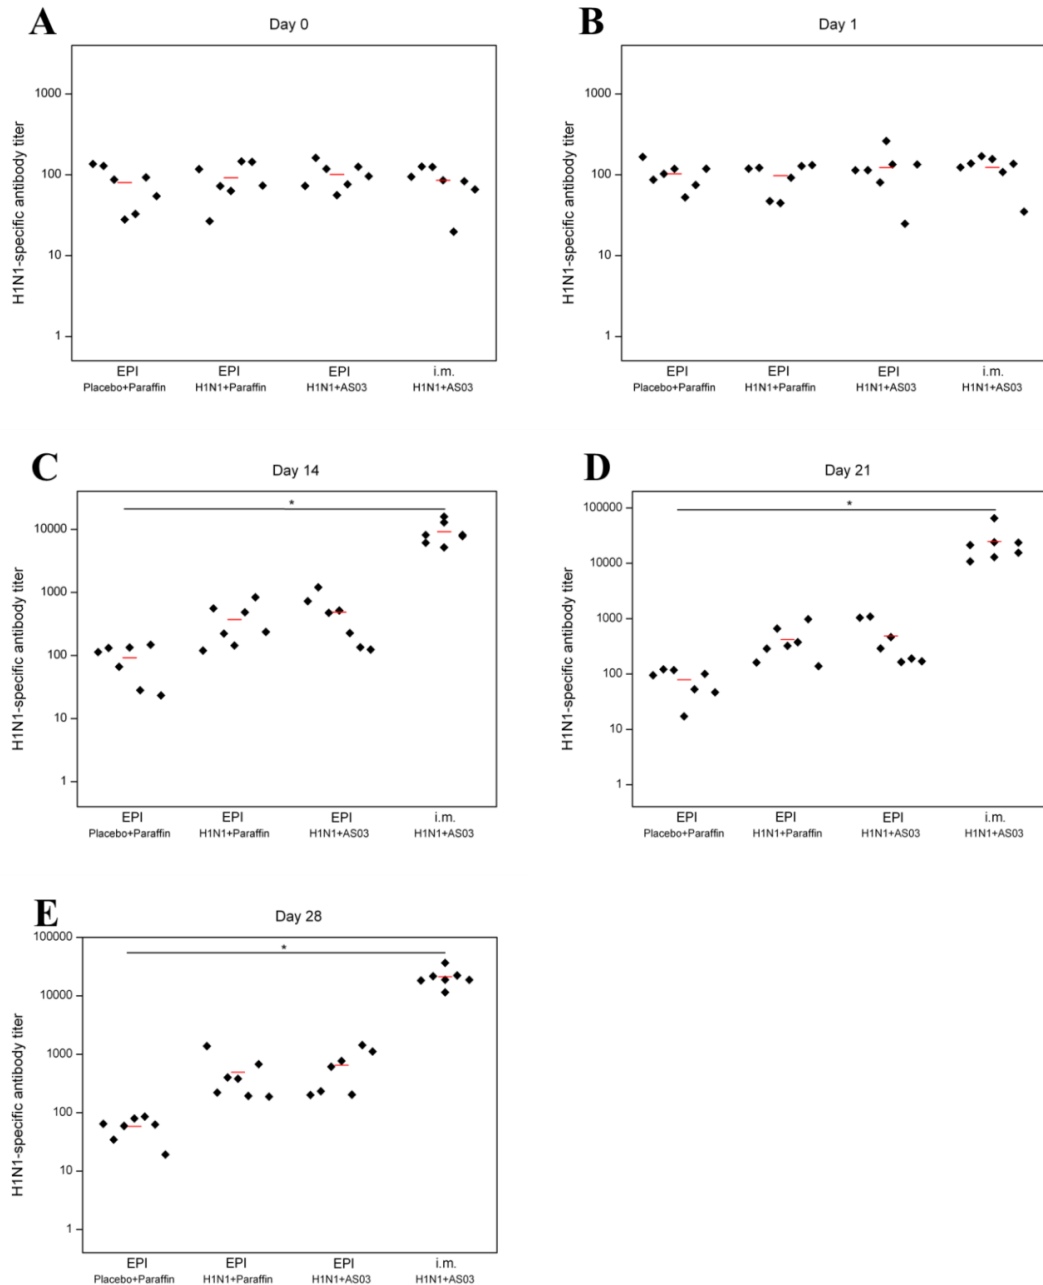 A
Day 0
H1N1-specific antibody titer
1000
100
10
1
EPI EPI EPI i.m.
Placebo+Paraffin H1N1+Paraffin H1N1+AS03 H1N1+AS03
B
Day 1
H1N1-specific antibody titer
1000
100
10
1
EPI EPI EPI i.m.
Placebo+Paraffin H1N1+Paraffin H1N1+AS03 H1N1+AS03
C
Day 14
*
H1N1-specific antibody titer
10000
1000
100
10
1
EPI EPI EPI i.m.
Placebo+Paraffin H1N1+Paraffin H1N1+AS03 H1N1+AS03
D
Day 21
*
H1N1-specific antibody titer
100000
10000
1000
100
10
1
EPI EPI EPI i.m.
Placebo+Paraffin H1N1+Paraffin H1N1+AS03 H1N1+AS03
E
Day 28
*
H1N1-specific antibody titer
100000
10000
1000
100
10
1
EPI EPI EPI i.m.
Placebo+Paraffin H1N1+Paraffin H1N1+AS03 H1N1+AS03